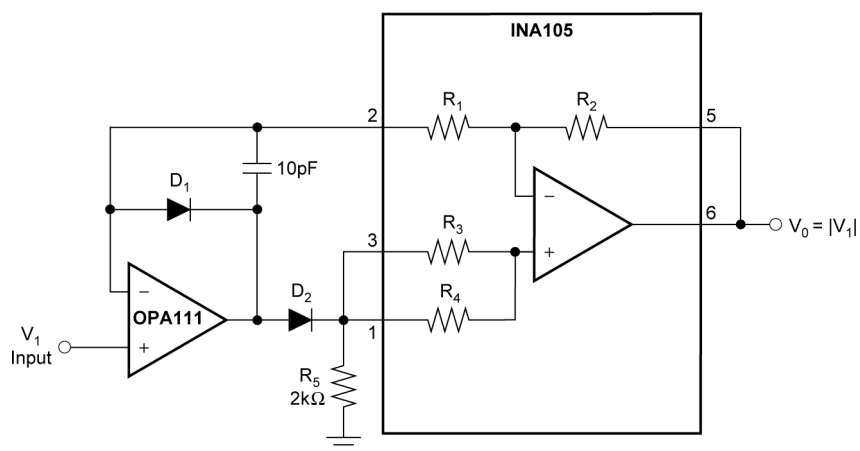 INA105
2
R1
R2
5
10pF
D1
3
R3
6
V0 = |V1|
OPA111
D2
R4
1
V1
Input
R5
2kΩ
−
+
−
+